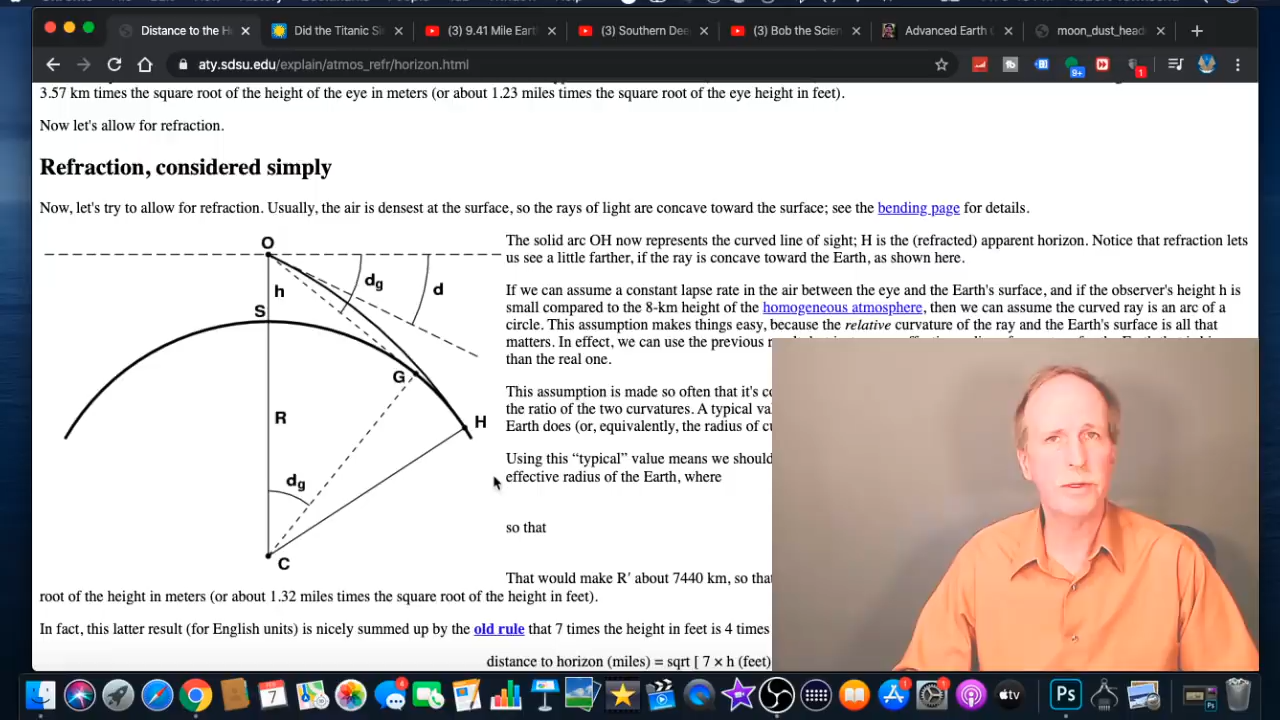 Distance to the H
Did the Titanic Si
(3) 9.41 Mile Eart
(3) Southern Dee
(3) Bob the Scien
Advanced Earth C
moon_dust_head
aty.sdsu.edu/explain/atmos_refr/horizon.html
9+
1
3.57 km times the square root of the height of the eye in meters (or about 1.23 miles times the square root of the eye height in feet).
Now let's allow for refraction.
Refraction, considered simply
Now, let's try to allow for refraction. Usually, the air is densest at the surface, so the rays of light are concave toward the surface; see the bending page for details.
O
h
dg
d
S
G
R
H
dg
C
The solid arc OH now represents the curved line of sight; H is the (refracted) apparent horizon. Notice that refraction lets
us see a little farther, if the ray is concave toward the Earth, as shown here.
If we can assume a constant lapse rate in the air between the eye and the Earth's surface, and if the observer's height h is
small compared to the 8-km height of the homogeneous atmosphere, then we can assume the curved ray is an arc of a
circle. This assumption makes things easy, because the relative curvature of the ray and the Earth's surface is all that
matters. In effect, we can use the previous
than the real one.
This assumption is made so often that it's
the ratio of the two curvatures. A typical
Earth does (or, equivalently, the radius of
Using this “typical” value means we should
effective radius of the Earth, where
so that
That would make R′ about 7440 km, so that
root of the height in meters (or about 1.32 miles times the square root of the height in feet).
In fact, this latter result (for English units) is nicely summed up by the old rule that 7 times the height in feet is 4 times
distance to horizon (miles) = sqrt [ 7 × h (feet)
7
4
1
1
tv
Ps